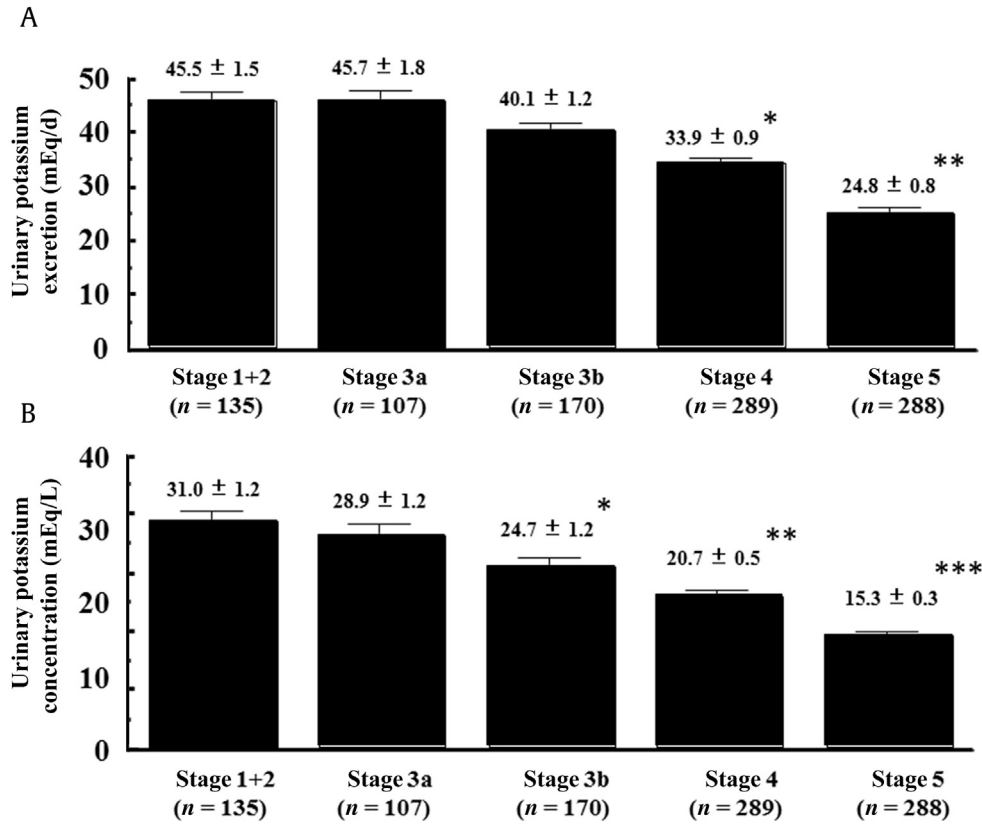 A
Urinary potassium
excretion (mEq/d)
50
40
30
20
10
0
45.5 ± 1.5
45.7 ± 1.8
40.1 ± 1.2
33.9 ± 0.9 *
24.8 ± 0.8 **
Stage 1+2 Stage 3a Stage 3b Stage 4 Stage 5
(n = 135) (n = 107) (n = 170) (n = 289) (n = 288)
B
Urinary potassium
concentration (mEq/L)
40
30
20
10
0
31.0 ± 1.2
28.9 ± 1.2
24.7 ± 1.2 *
20.7 ± 0.5 **
15.3 ± 0.3 ***
Stage 1+2 Stage 3a Stage 3b Stage 4 Stage 5
(n = 135) (n = 107) (n = 170) (n = 289) (n = 288)